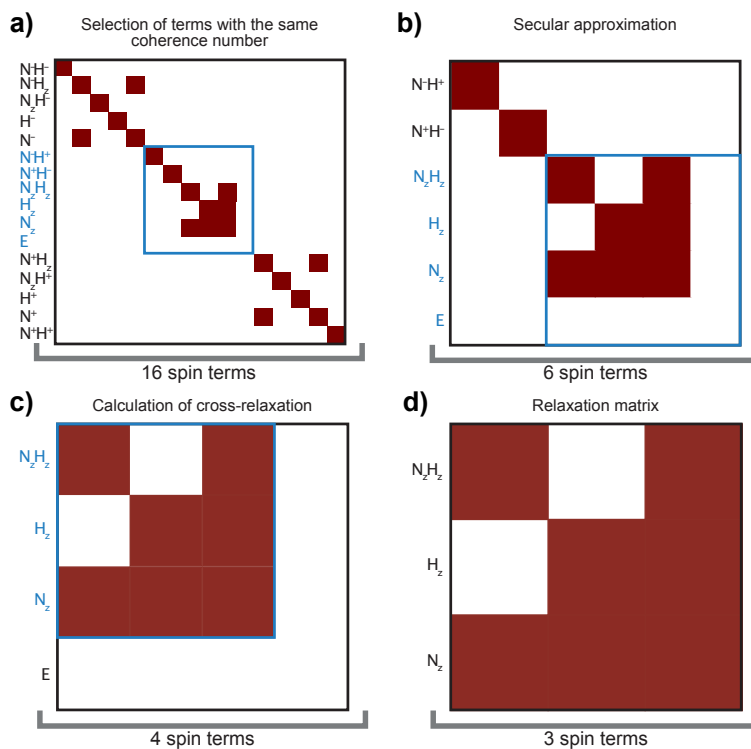 a)
Selection of terms with the same
coherence number
N⁻H⁻
N⁻H_z
N_zH⁻
H⁻
N⁻
N⁻H⁺
N⁺H⁻
N_zH_z
H_z
N_z
E
N⁺H_z
N_zH⁺
H⁺
N⁺
N⁺H⁺
16 spin terms
b)
Secular approximation
N⁻H⁺
N⁺H⁻
N_zH_z
H_z
N_z
E
6 spin terms
c)
Calculation of cross-relaxation
N_zH_z
H_z
N_z
E
4 spin terms
d)
Relaxation matrix
N_zH_z
H_z
N_z
3 spin terms